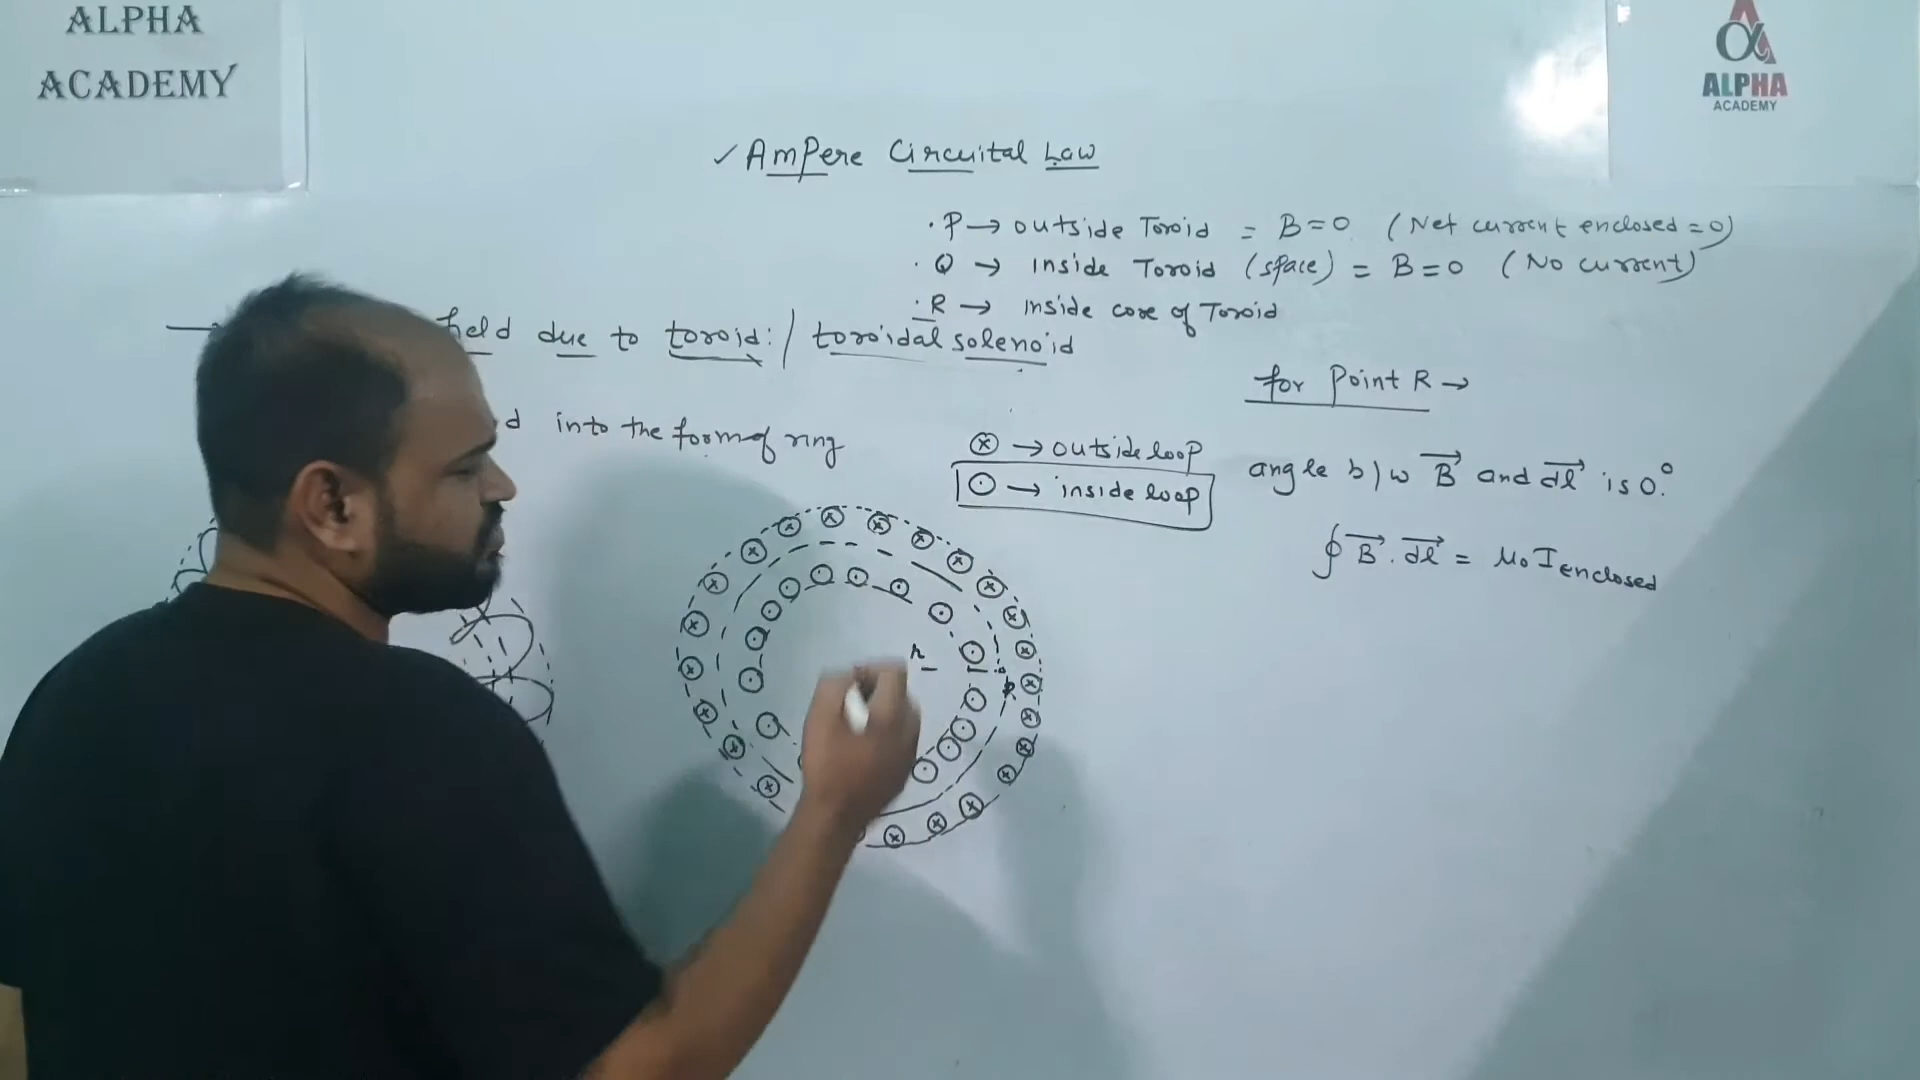 ALPHA
ACADEMY
ALPHA
ACADEMY
✓ Ampere Circuital Law
. P → outside Toroid = B=0 (Net current enclosed = 0)
. Q → inside Toroid (space) = B=0 (No current)
. R → inside core of Toroid
field due to toroid: / toroidal solenoid
for Point R →
d into the form of ring
⊗ → outside loop
⊙ → inside loop
angle b/w B⃗ and dl⃗ is 0°.
∮ B⃗ . dl⃗ = μ₀ I enclosed
r